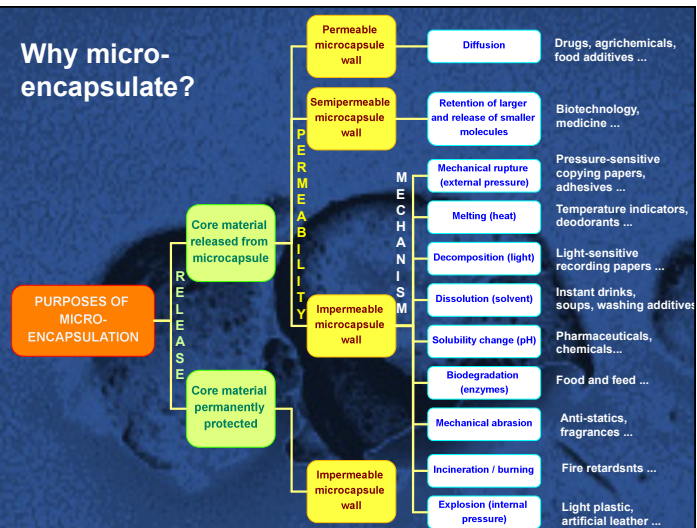 Why micro-
encapsulate?
PURPOSES OF
MICRO-
ENCAPSULATION
RELEASE
Core material
released from
microcapsule
Core material
permanently
protected
PERMEABILITY
Permeable
microcapsule
wall
Semipermeable
microcapsule
wall
Impermeable
microcapsule
wall
Impermeable
microcapsule
wall
MECHANISM
Diffusion
Drugs, agrichemicals,
food additives ...
Retention of larger
and release of smaller
molecules
Biotechnology,
medicine ...
Mechanical rupture
(external pressure)
Pressure-sensitive
copying papers,
adhesives ...
Melting (heat)
Temperature indicators,
deodorants ...
Decomposition (light)
Light-sensitive
recording papers ...
Dissolution (solvent)
Instant drinks,
soups, washing additives
Solubility change (pH)
Pharmaceuticals,
chemicals...
Biodegradation
(enzymes)
Food and feed ...
Mechanical abrasion
Anti-statics,
fragrances ...
Incineration / burning
Fire retardsnts ...
Explosion (internal
pressure)
Light plastic,
artificial leather ...